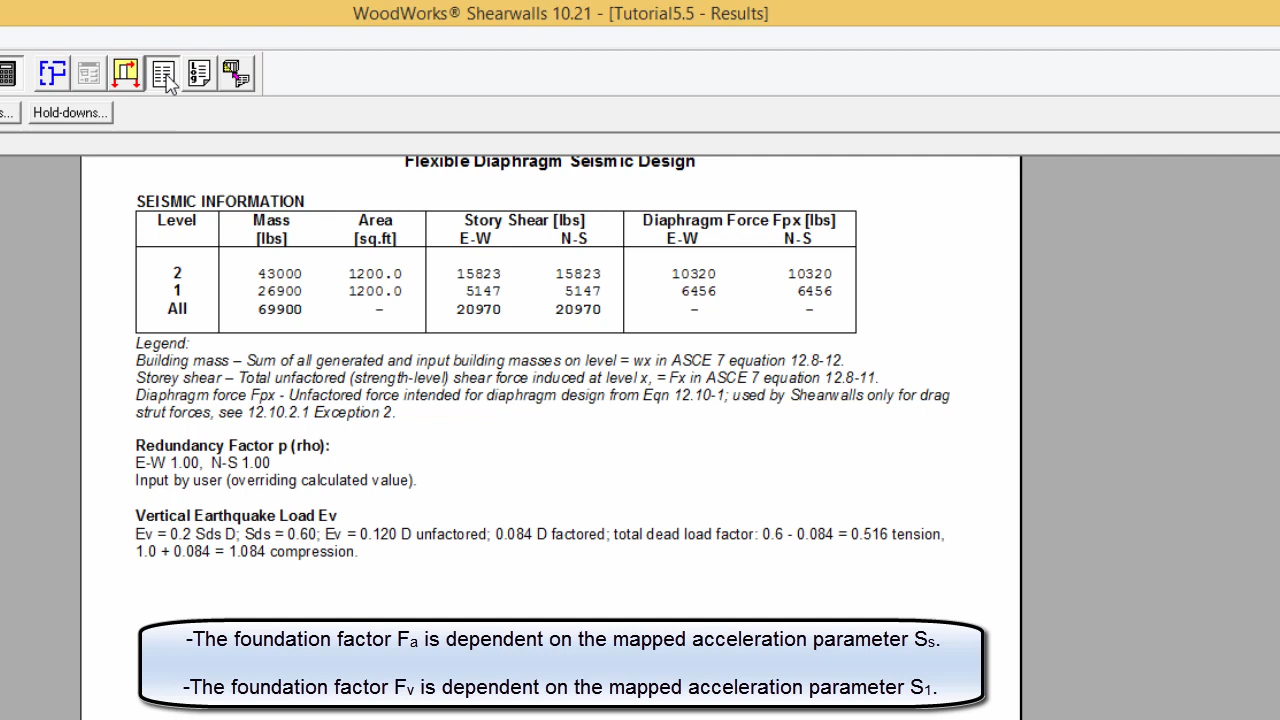 WoodWorks® Shearwalls 10.21 - [Tutorial5.5 - Results]
s... Hold-downs...
Flexible Diaphragm Seismic Design
SEISMIC INFORMATION
Level Mass Area Story Shear [lbs] Diaphragm Force Fpx [lbs]
[lbs] [sq.ft] E-W N-S E-W N-S
2 43000 1200.0 15823 15823 10320 10320
1 26900 1200.0 5147 5147 6456 6456
All 69900 - 20970 20970 - -
Legend:
Building mass – Sum of all generated and input building masses on level = wx in ASCE 7 equation 12.8-12.
Storey shear – Total unfactored (strength-level) shear force induced at level x, = Fx in ASCE 7 equation 12.8-11.
Diaphragm force Fpx - Unfactored force intended for diaphragm design from Eqn 12.10-1; used by Shearwalls only for drag
strut forces, see 12.10.2.1 Exception 2.
Redundancy Factor p (rho):
E-W 1.00, N-S 1.00
Input by user (overriding calculated value).
Vertical Earthquake Load Ev
Ev = 0.2 Sds D; Sds = 0.60; Ev = 0.120 D unfactored; 0.084 D factored; total dead load factor: 0.6 - 0.084 = 0.516 tension,
1.0 + 0.084 = 1.084 compression.
-The foundation factor Fa is dependent on the mapped acceleration parameter Ss.
-The foundation factor Fv is dependent on the mapped acceleration parameter S1.